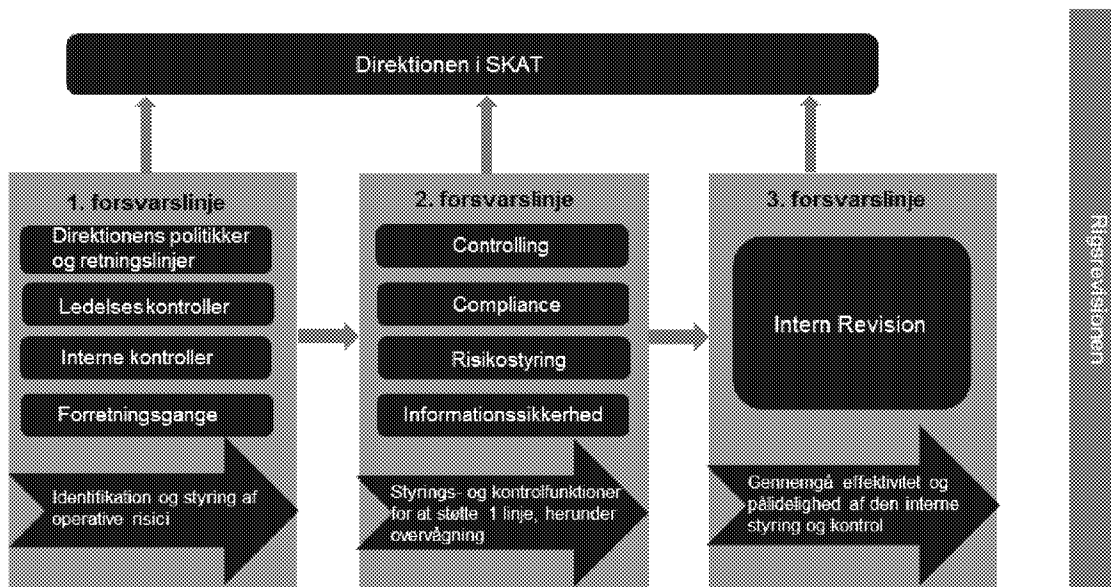 Direktionen i SKAT
1. forsvarslinje
Direktionens politikker
og retningslinjer
Ledelseskontroller
Interne kontroller
Forretningsgange
Identifikation og styring af
operative risici
2. forsvarslinje
Controlling
Compliance
Risikostyring
Informationssikkerhed
Styrings- og kontrolfunktioner
for at støtte 1 linje, herunder
overvågning
3. forsvarslinje
Intern Revision
Gennemgå effektivitet og
pålidelighed af den interne
styring og kontrol
Rigsrevisionen